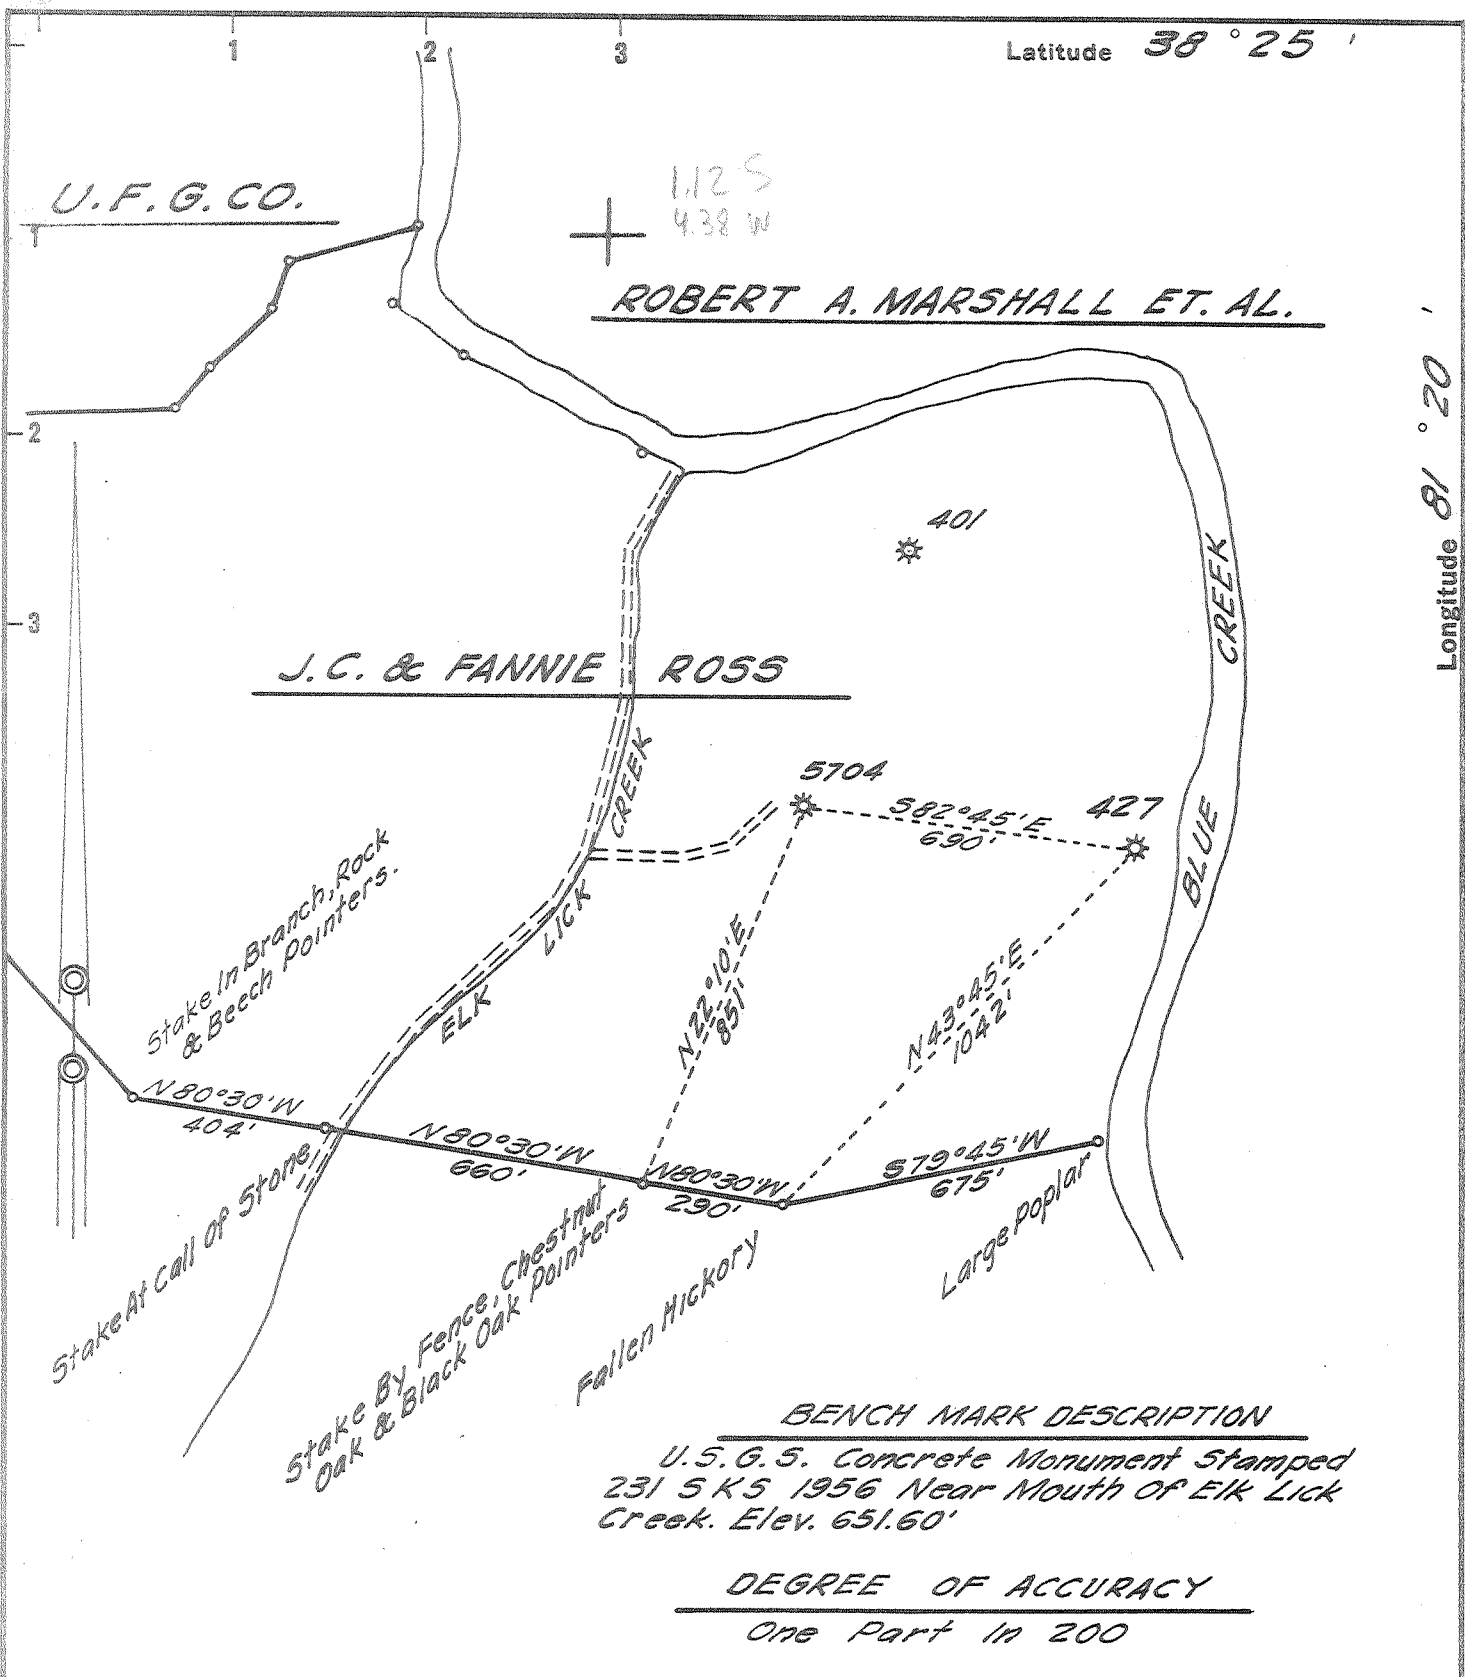 1
2
3
Latitude 38 ° 25 '
1.12 S
4.38 W
U.F.G.CO.
1
ROBERT A. MARSHALL ET. AL.
Longitude 81 ° 20 '
2
401
3
CREEK
J.C. & FANNIE ROSS
CREEK
5704
S82°45'E
690'
427
BLUE
Stake In Branch, Rock
& Beech Pointers.
LICK
ELK
N22°10'E
851'
N43°45'E
1042'
N80°30'W
404'
N80°30'W
660'
N80°30'W
290'
S79°45'W
675'
Stake At Call Of Stone
Stake By Fence, Chestnut
Oak & Black Oak Pointers
Fallen Hickory
Large Poplar
BENCH MARK DESCRIPTION
U.S.G.S. Concrete Monument Stamped
231 SKS 1956 Near Mouth Of Elk Lick
Creek. Elev. 651.60'
DEGREE OF ACCURACY
One Part In 200